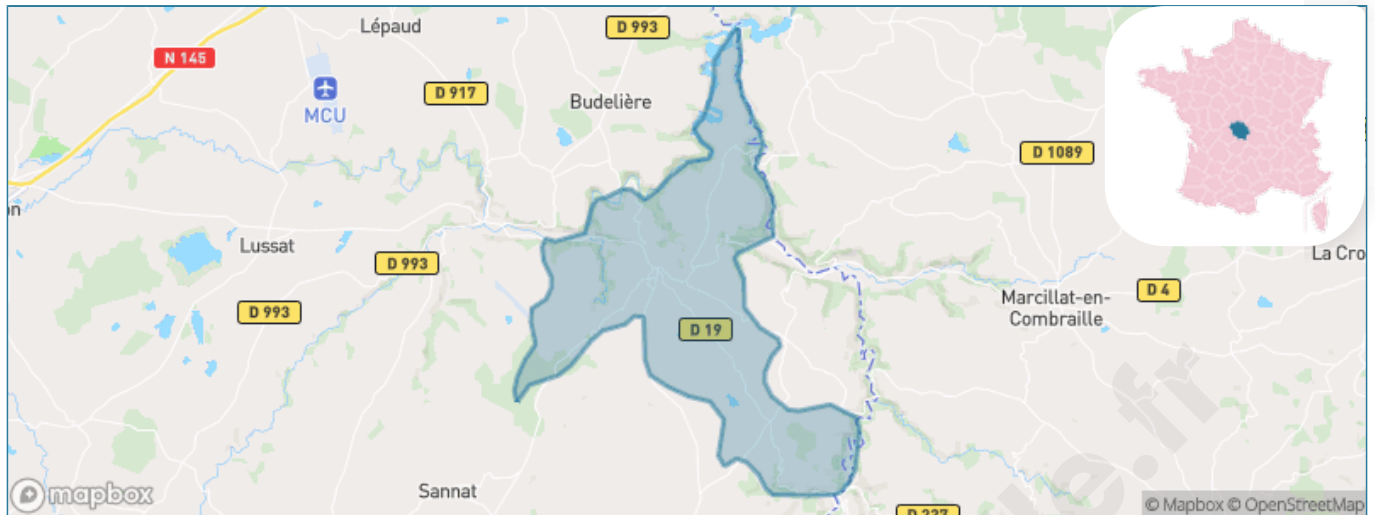 Lépaud
D 993
N 145
D 917
MCU
Budelière
D 1089
on
Lussat
D 993
La Cro
D 993
Marcillat-en-
Combraille
D 4
D 19
Sannat
mapbox
© Mapbox © OpenStreetMap